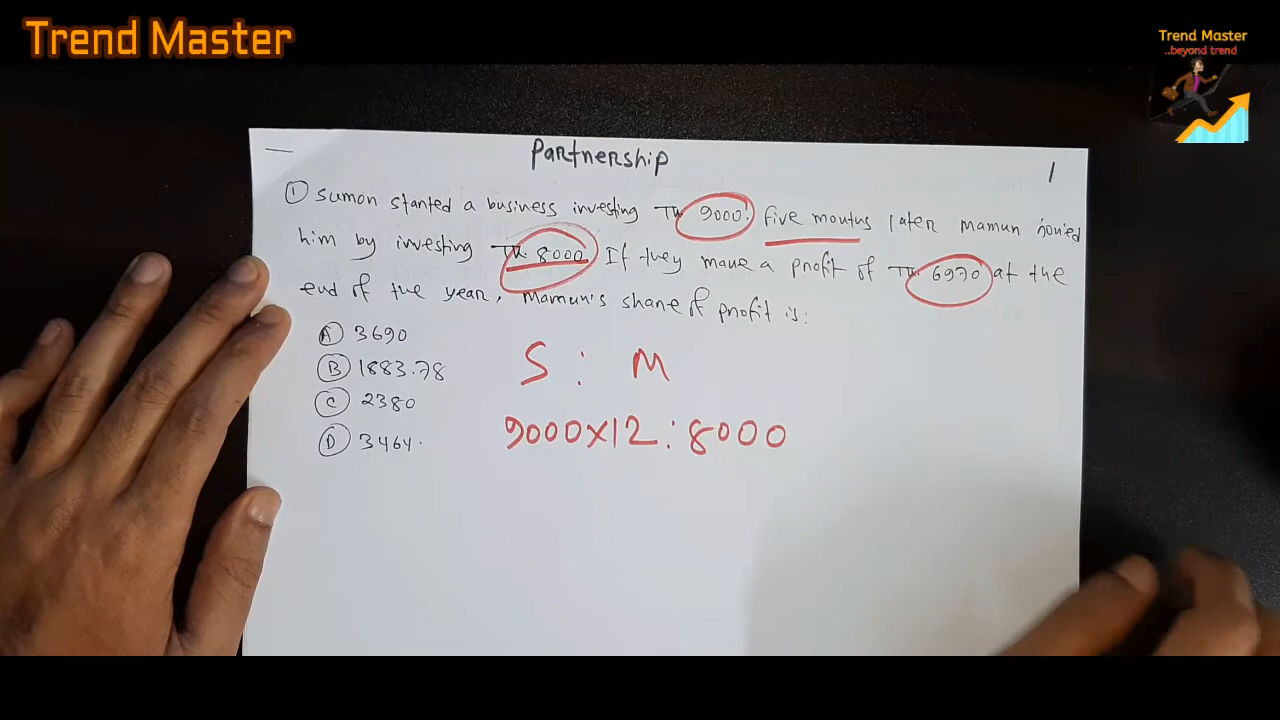 Trend Master
Trend Master
..beyond trend
Partnership
1
① Sumon started a business investing Tk 9000. Five months later Mamun joined
him by investing Tk. 8000. If they make a profit of Tk. 6970 at the
end of the year, Mamun's share of profit is:
Ⓐ 3690
Ⓑ 1883.78
Ⓒ 2380
Ⓓ 3464.
S : M
9000×12 : 8000